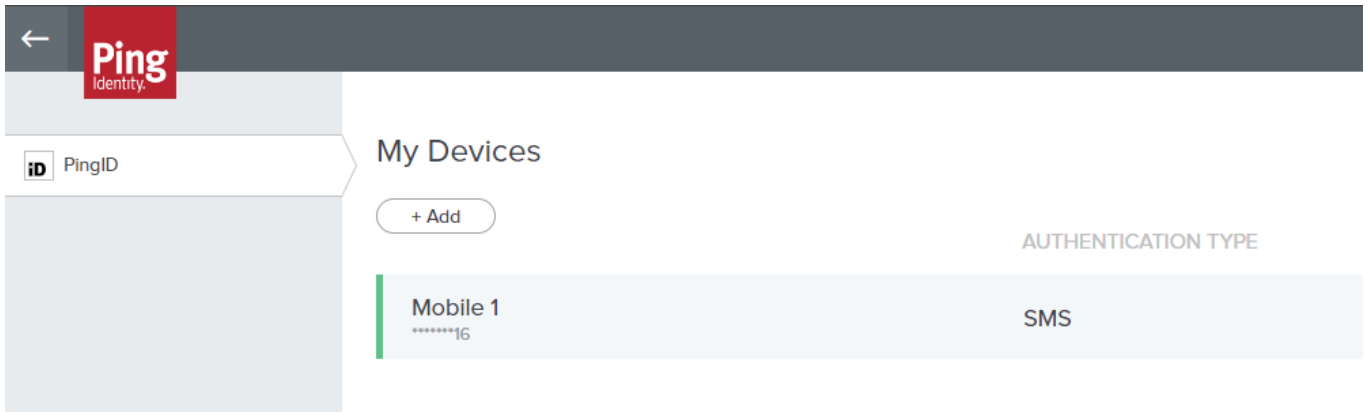 ←
Ping
Identity.
iD PingID
My Devices
+ Add
AUTHENTICATION TYPE
Mobile 1
*******16
SMS